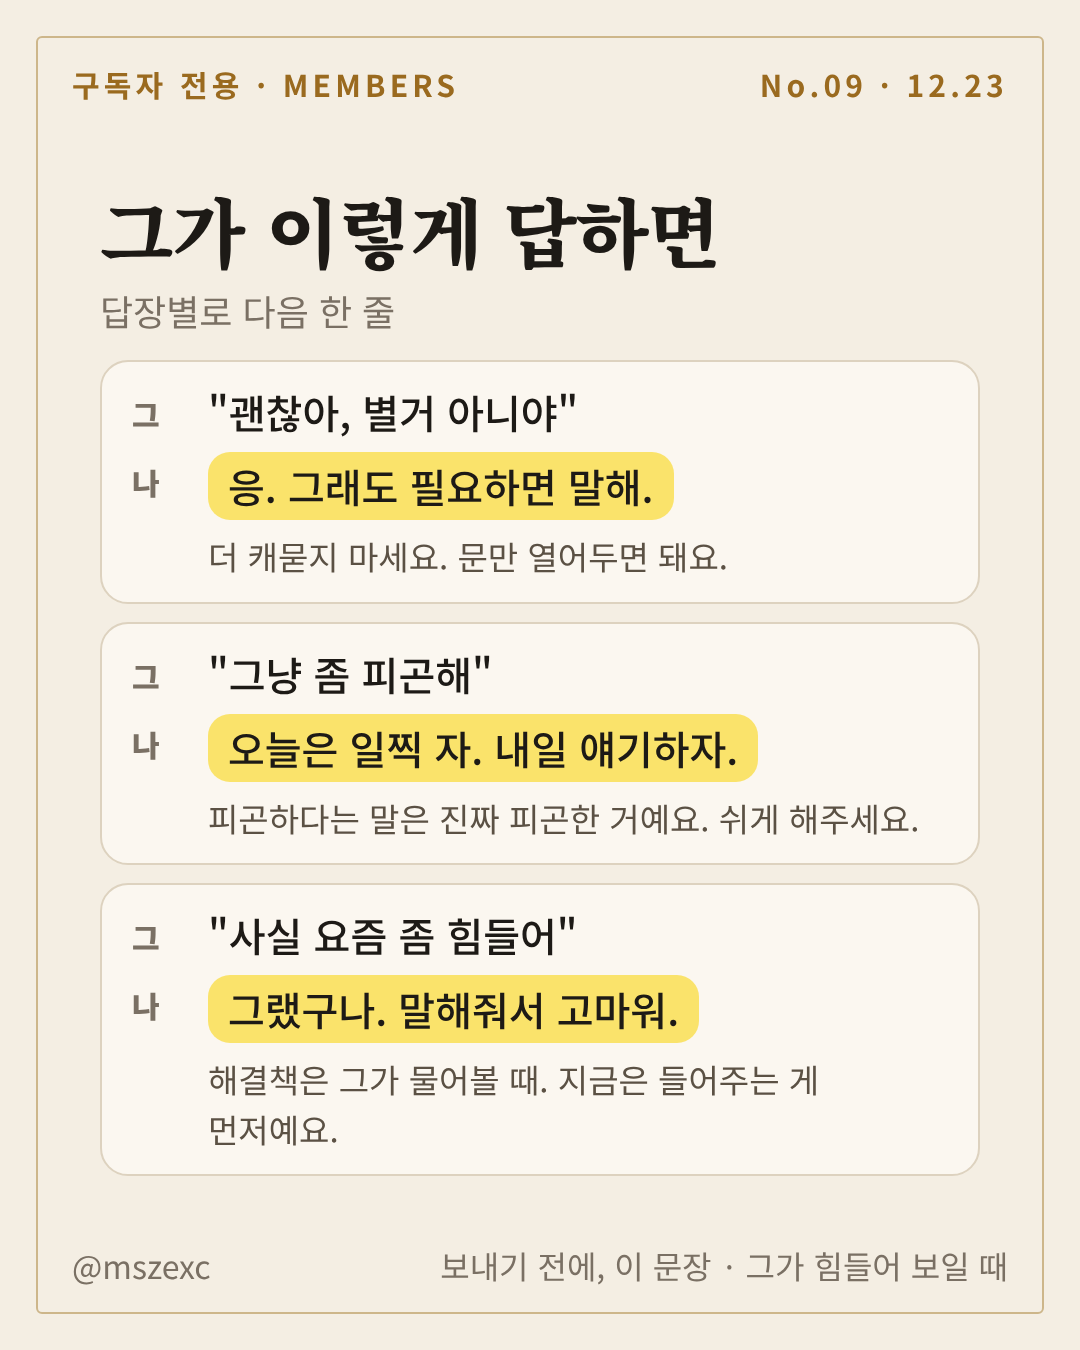 구독자 전용 · MEMBERS
No.09 · 12.23
그가 이렇게 답하면
답장별로 다음 한 줄
그 "괜찮아, 별거 아니야"
나 응. 그래도 필요하면 말해.
더 캐묻지 마세요. 문만 열어두면 돼요.
그 "그냥 좀 피곤해"
나 오늘은 일찍 자. 내일 얘기하자.
피곤하다는 말은 진짜 피곤한 거예요. 쉬게 해주세요.
그 "사실 요즘 좀 힘들어"
나 그랬구나. 말해줘서 고마워.
해결책은 그가 물어볼 때. 지금은 들어주는 게
먼저예요.
@mszexc
보내기 전에, 이 문장 · 그가 힘들어 보일 때